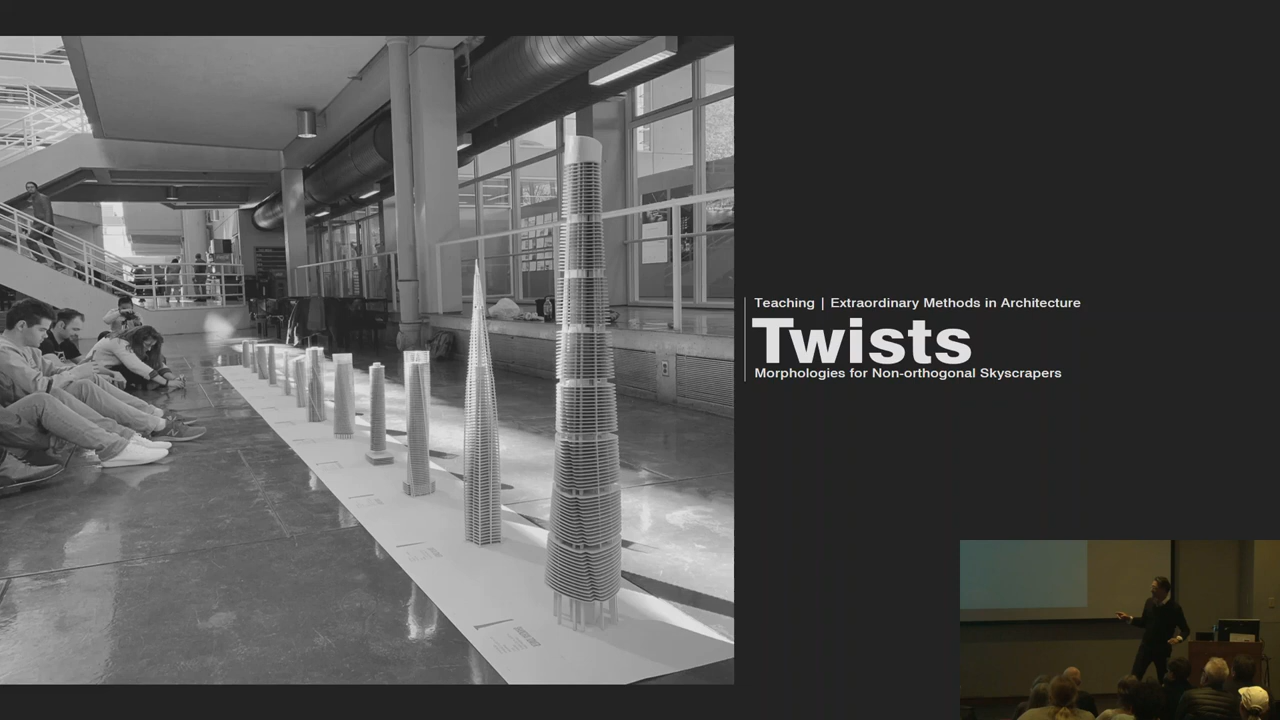 Teaching | Extraordinary Methods in Architecture
Twists
Morphologies for Non-orthogonal Skyscrapers